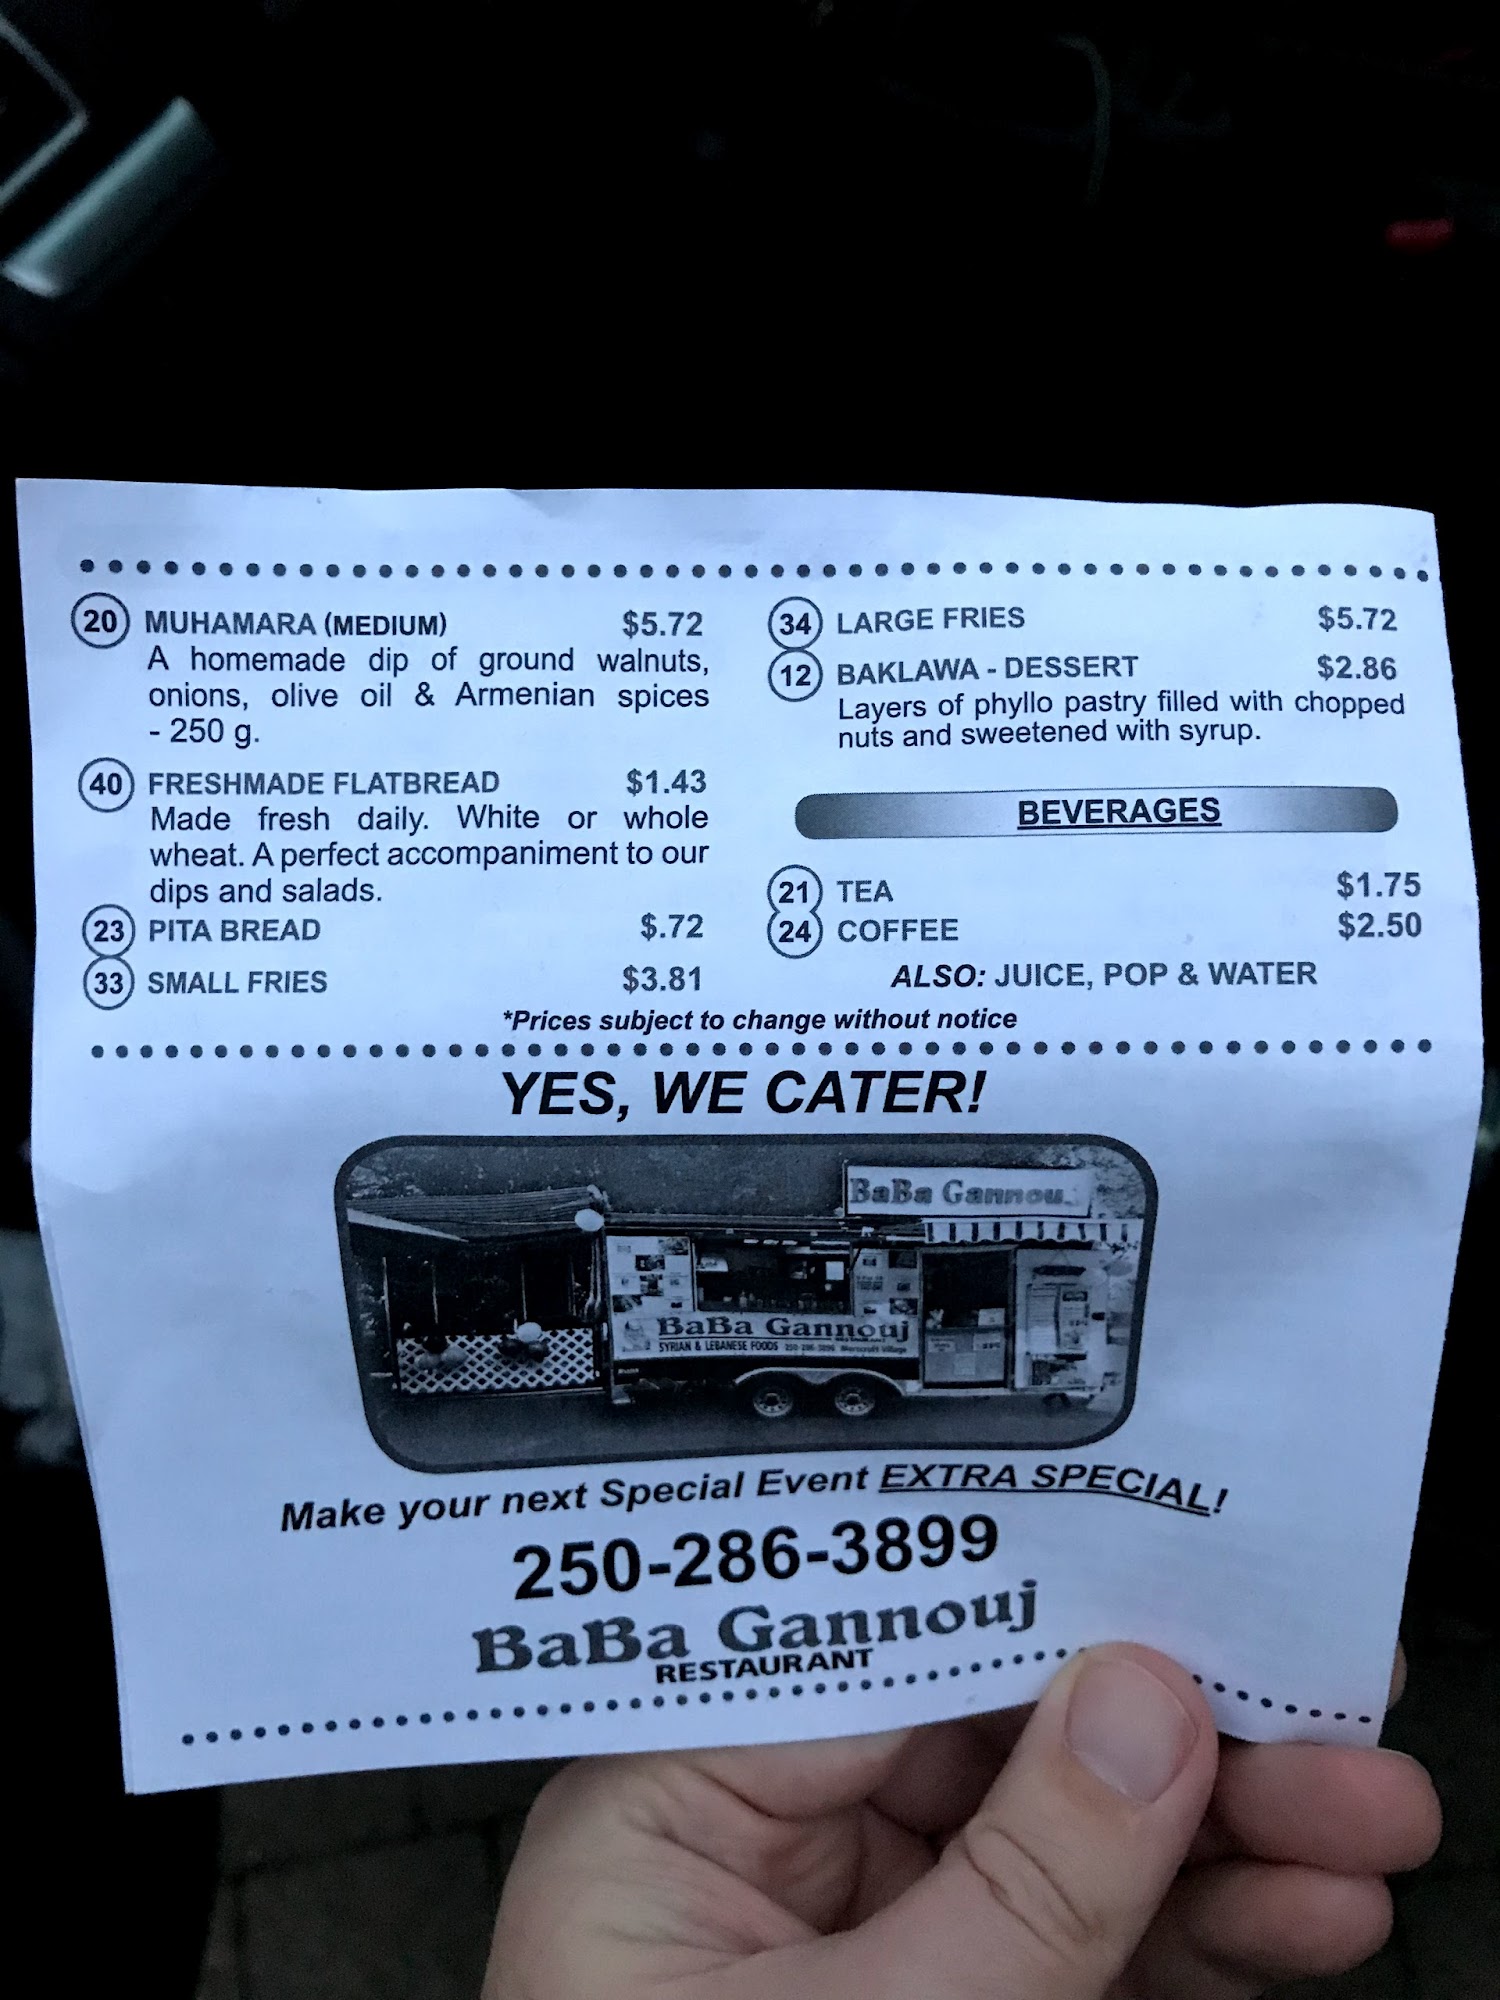 20 MUHAMARA (MEDIUM) $5.72
A homemade dip of ground walnuts,
onions, olive oil & Armenian spices
- 250 g.
40 FRESHMADE FLATBREAD $1.43
Made fresh daily. White or whole
wheat. A perfect accompaniment to our
dips and salads.
23 PITA BREAD $.72
33 SMALL FRIES $3.81
34 LARGE FRIES $5.72
12 BAKLAWA - DESSERT $2.86
Layers of phyllo pastry filled with chopped
nuts and sweetened with syrup.
BEVERAGES
21 TEA $1.75
24 COFFEE $2.50
ALSO: JUICE, POP & WATER
*Prices subject to change without notice
YES, WE CATER!
BaBa Gannou
BaBa Gannouj
SYRIAN & LEBANESE FOODS 250-286-3899
Make your next Special Event EXTRA SPECIAL!
250-286-3899
BaBa Gannouj
RESTAURANT